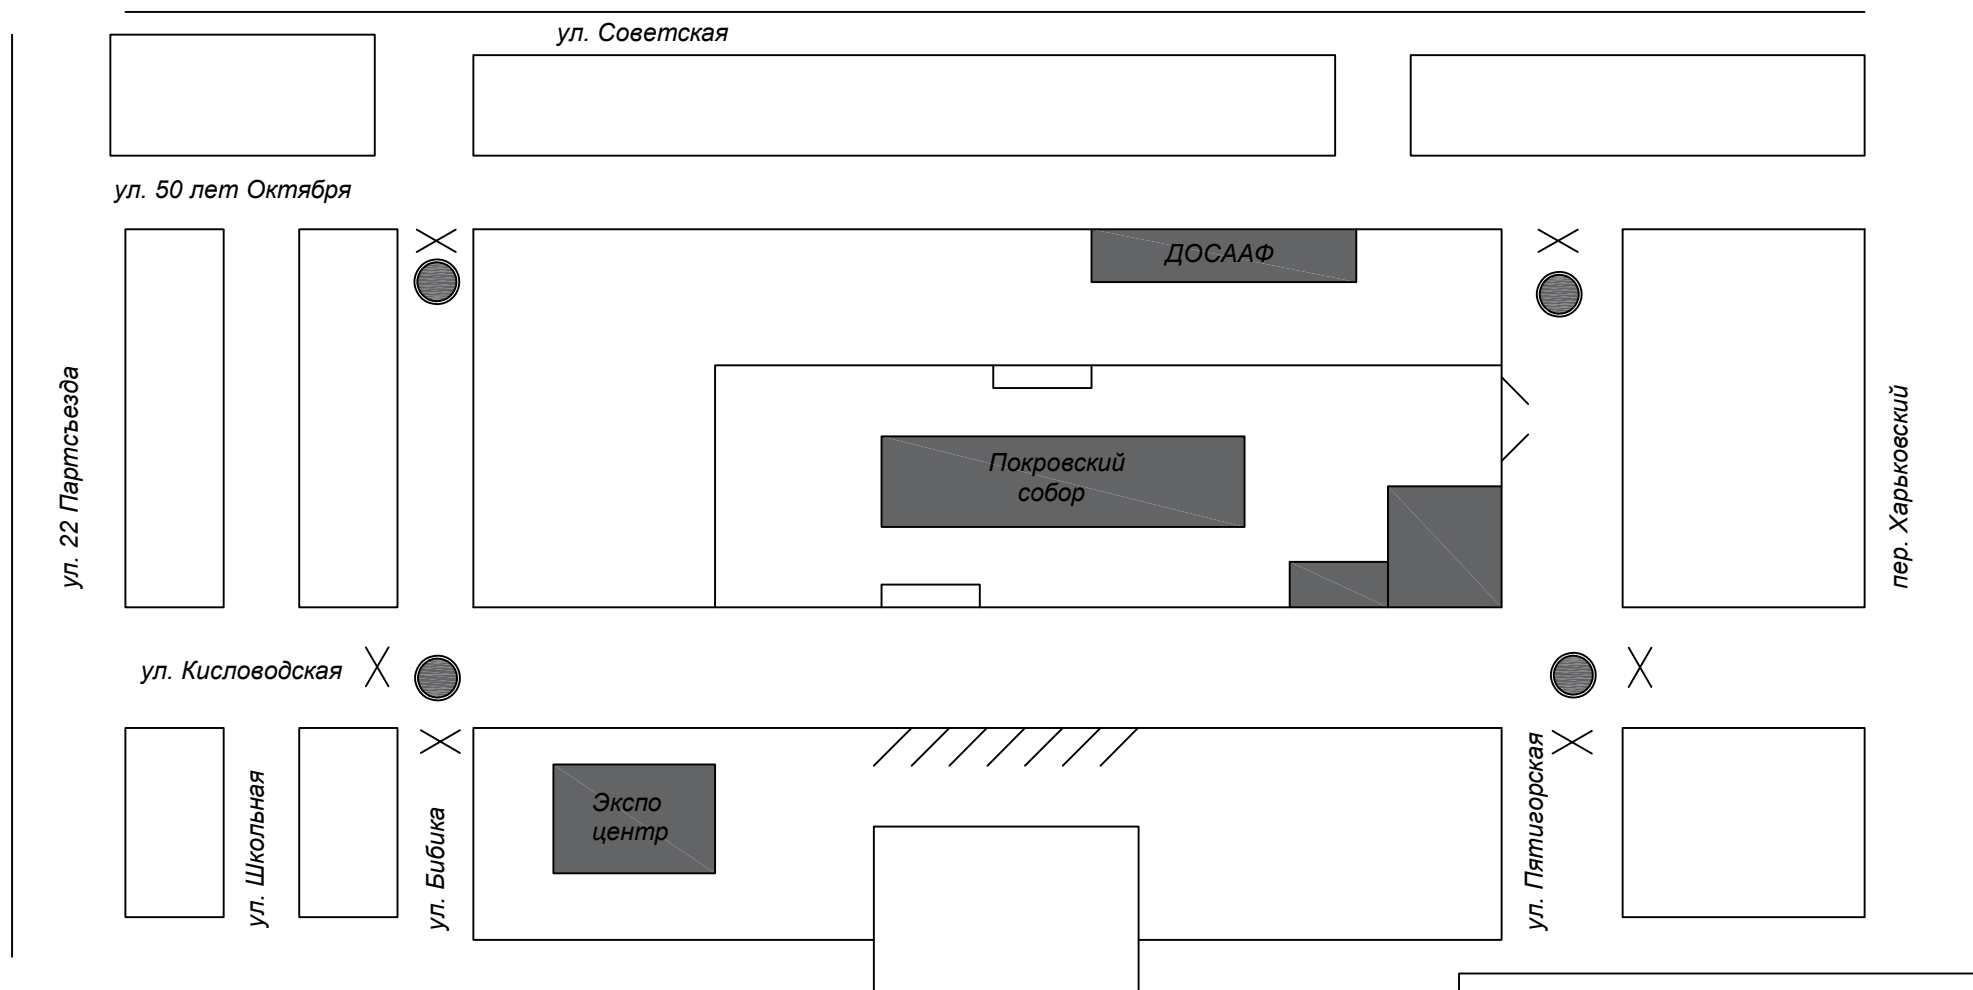 ул. Советская
ул. 50 лет Октября
ДОСААФ
ул. 22 Партсъезда
Покровский
собор
пер. Харьковский
ул. Кисловодская
ул. Школьная
ул. Бибика
Экспо
центр
ул. Пятигорская